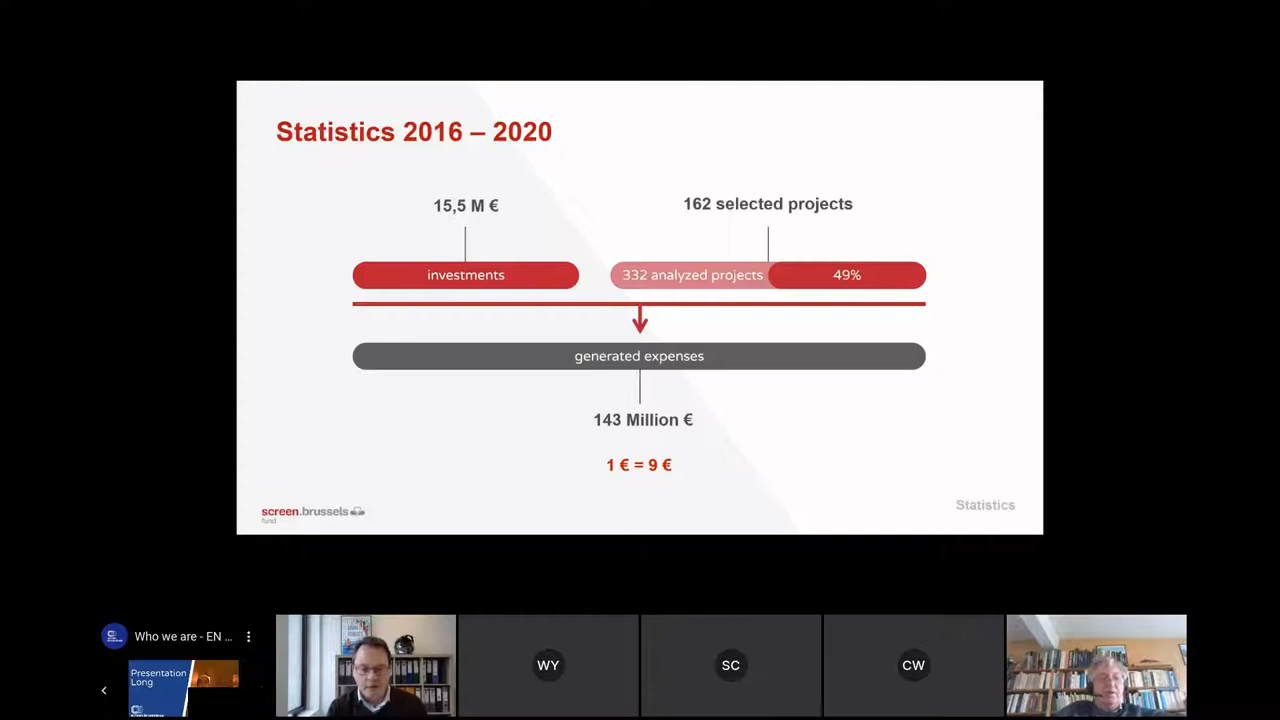 Statistics 2016 – 2020
15,5 M €
162 selected projects
investments
332 analyzed projects
49%
generated expenses
143 Million €
1 € = 9 €
screen.brussels
fund
Statistics
Who we are - EN ...
Presentation
Long
WY
SC
CW